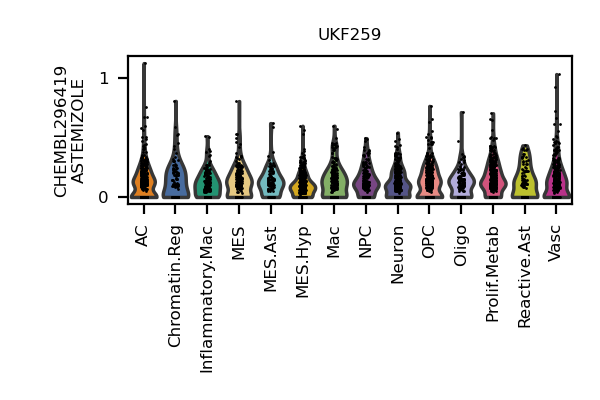 UKF259
CHEMBL296419
ASTEMIZOLE
1
0
AC
Chromatin.Reg
Inflammatory.Mac
MES
MES.Ast
MES.Hyp
Mac
NPC
Neuron
OPC
Oligo
Prolif.Metab
Reactive.Ast
Vasc